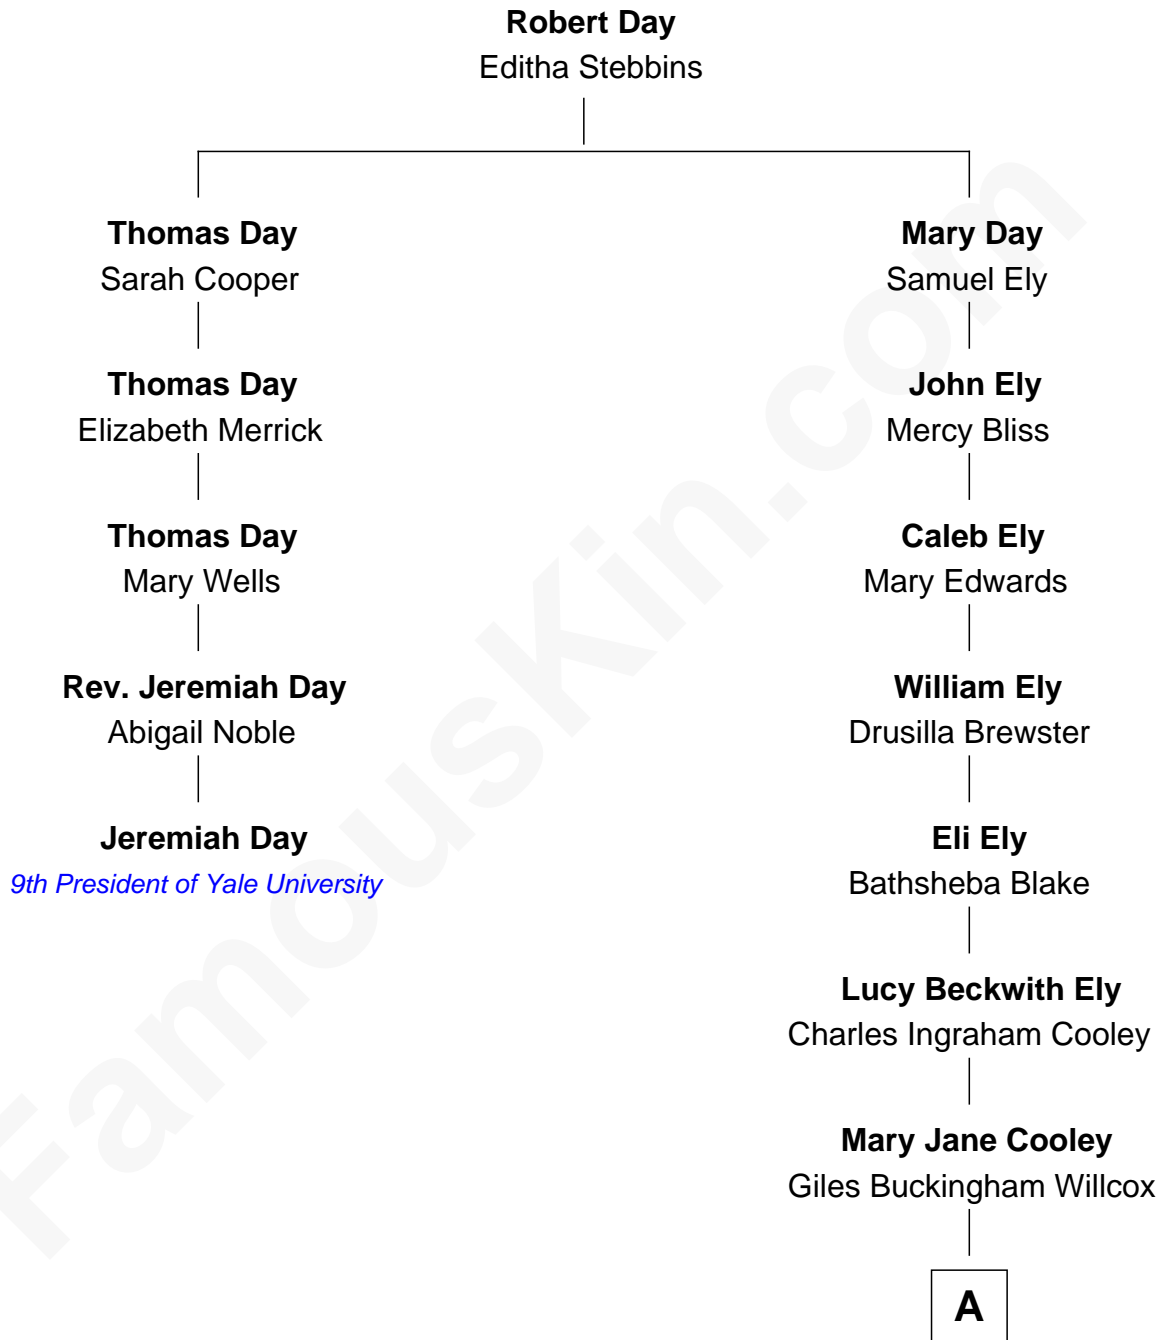 Robert Day
Editha Stebbins
Thomas Day
Sarah Cooper
Mary Day
Samuel Ely
Thomas Day
Elizabeth Merrick
John Ely
Mercy Bliss
Thomas Day
Mary Wells
Caleb Ely
Mary Edwards
Rev. Jeremiah Day
Abigail Noble
William Ely
Drusilla Brewster
Jeremiah Day
9th President of Yale University
Eli Ely
Bathsheba Blake
Lucy Beckwith Ely
Charles Ingraham Cooley
Mary Jane Cooley
Giles Buckingham Willcox
A
FamousKin.com